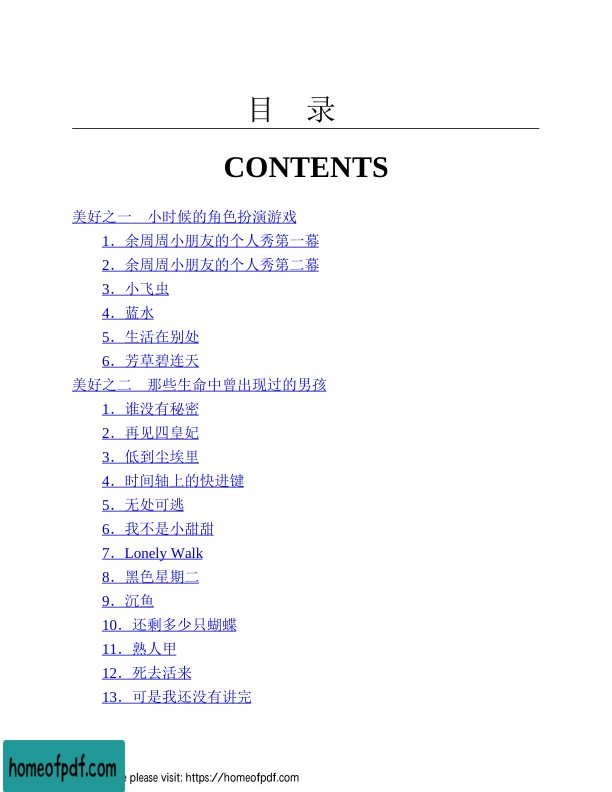 目 录
CONTENTS
美好之一 小时候的角色扮演游戏
1．余周周小朋友的个人秀第一幕
2．余周周小朋友的个人秀第二幕
3．小飞虫
4．蓝水
5．生活在别处
6．芳草碧连天
美好之二 那些生命中曾出现过的男孩
1．谁没有秘密
2．再见四皇妃
3．低到尘埃里
4．时间轴上的快进键
5．无处可逃
6．我不是小甜甜
7．Lonely Walk
8．黑色星期二
9．沉鱼
10．还剩多少只蝴蝶
11．熟人甲
12．死去活来
13．可是我还没有讲完
homeofpdf.com
please visit: https://homeofpdf.com